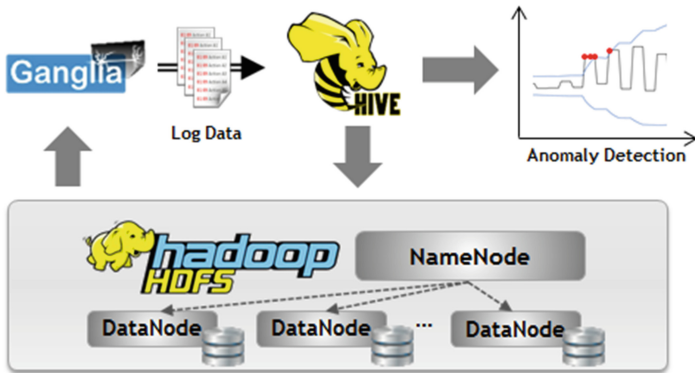 Ganglia
Log Data
HIVE
Anomaly Detection
hadoop
HDFS
NameNode
DataNode
DataNode
...
DataNode